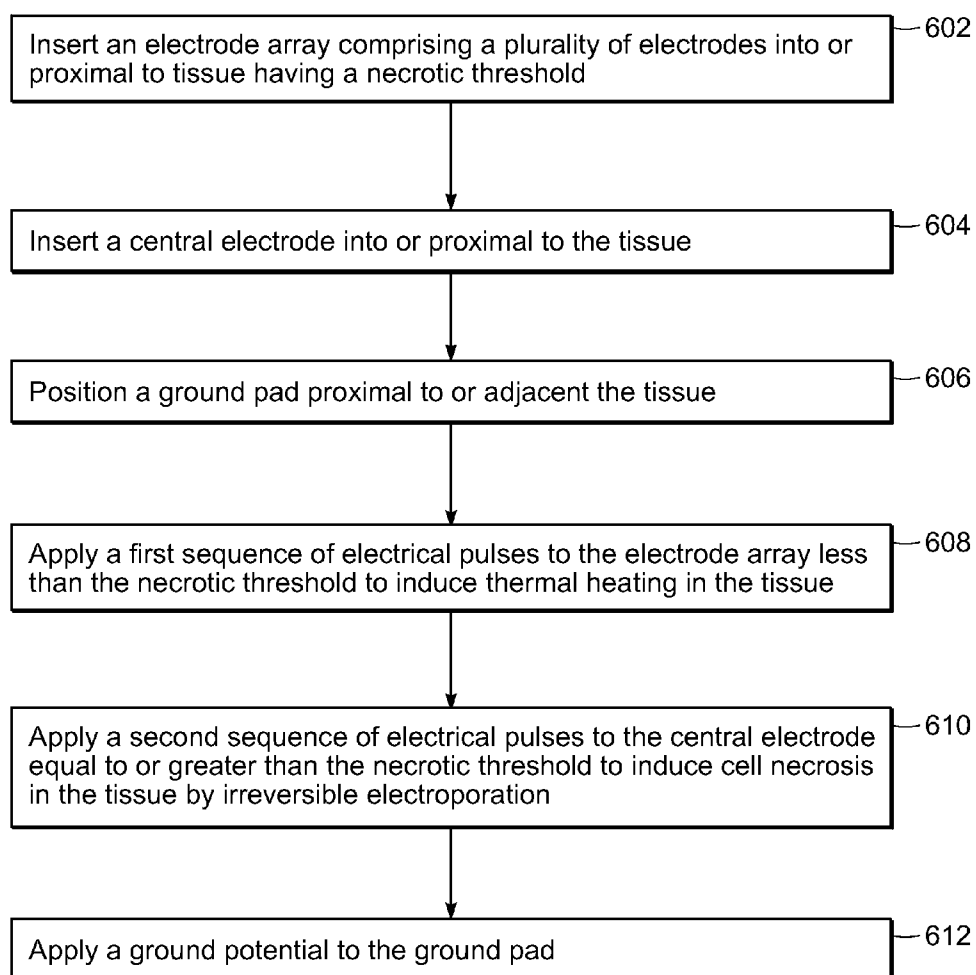 Insert an electrode array comprising a plurality of electrodes into or
proximal to tissue having a necrotic threshold
602
Insert a central electrode into or proximal to the tissue
604
Position a ground pad proximal to or adjacent the tissue
606
Apply a first sequence of electrical pulses to the electrode array less
than the necrotic threshold to induce thermal heating in the tissue
608
Apply a second sequence of electrical pulses to the central electrode
equal to or greater than the necrotic threshold to induce cell necrosis
in the tissue by irreversible electroporation
610
Apply a ground potential to the ground pad
612